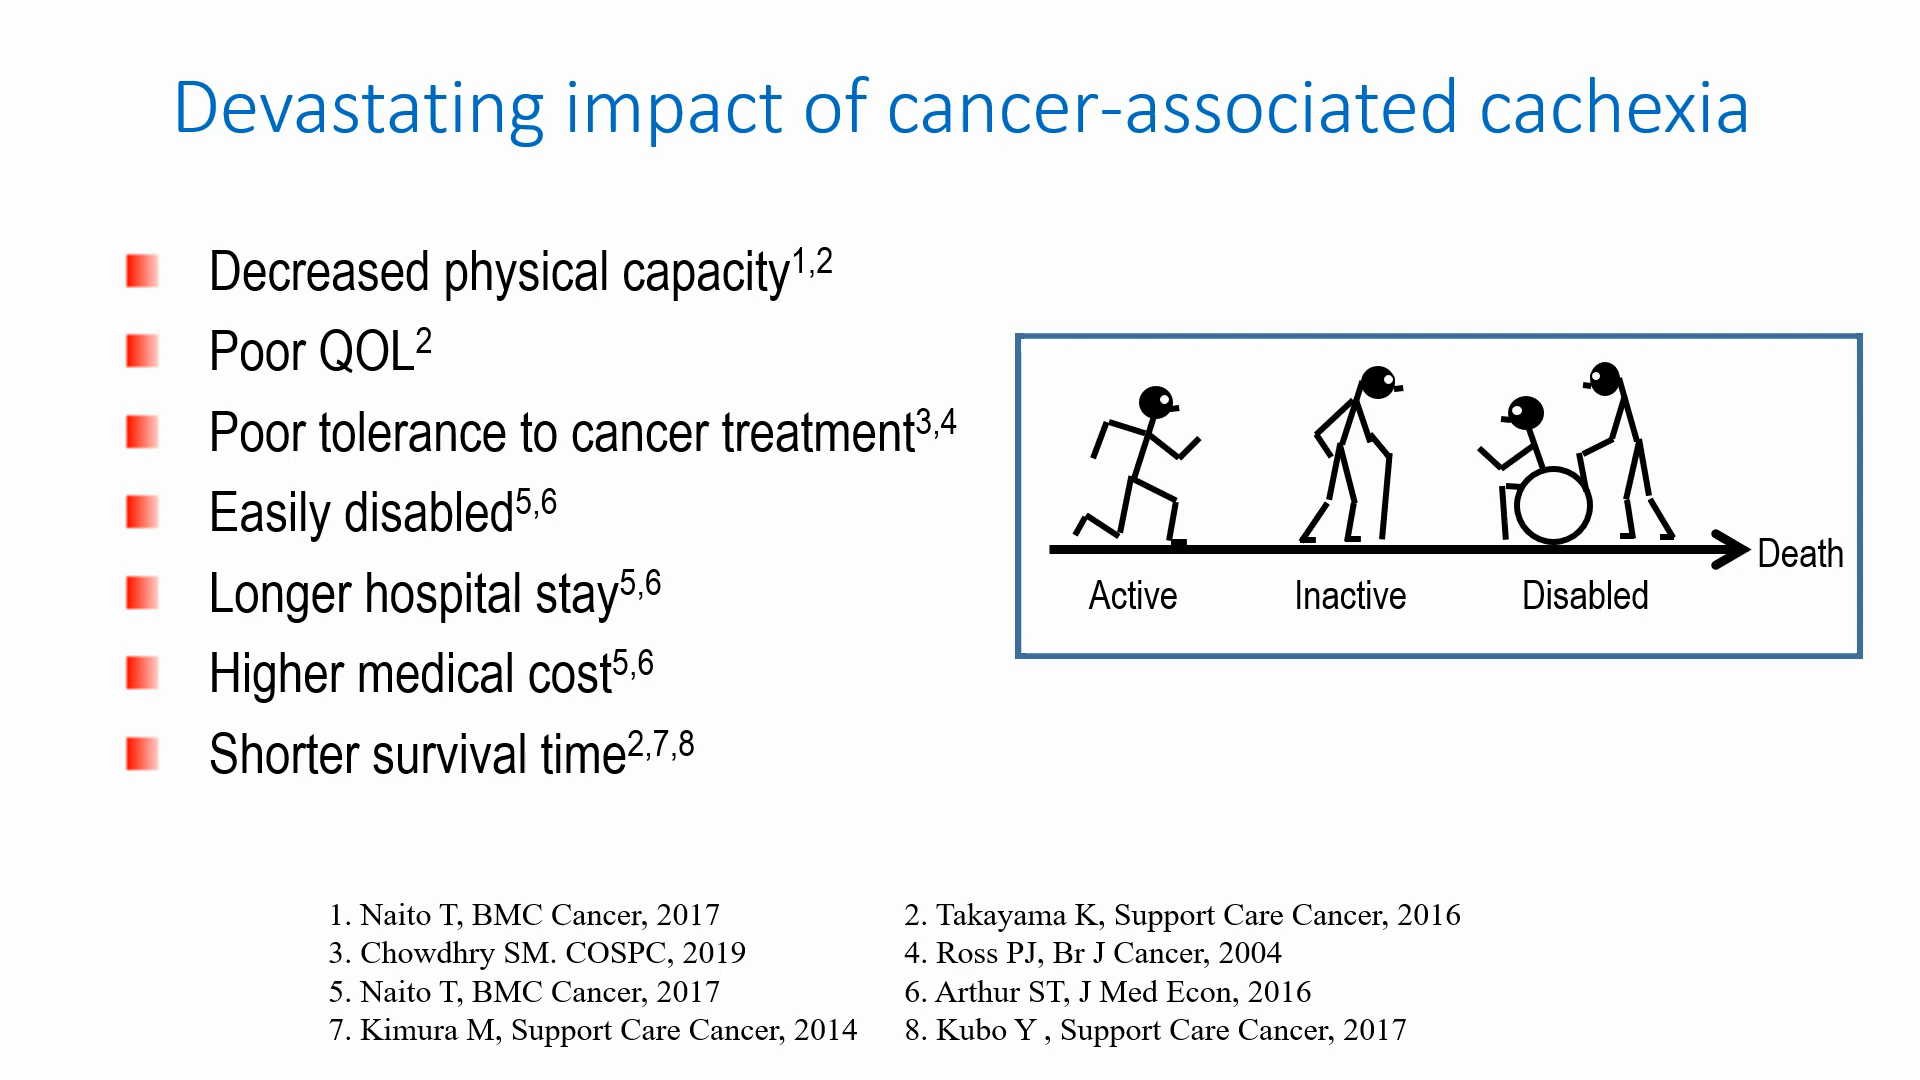 Devastating impact of cancer-associated cachexia
Decreased physical capacity1,2
Poor QOL2
Poor tolerance to cancer treatment3,4
Easily disabled5,6
Longer hospital stay5,6
Higher medical cost5,6
Shorter survival time2,7,8
Death
Active Inactive Disabled
1. Naito T, BMC Cancer, 2017 2. Takayama K, Support Care Cancer, 2016
3. Chowdhry SM. COSPC, 2019 4. Ross PJ, Br J Cancer, 2004
5. Naito T, BMC Cancer, 2017 6. Arthur ST, J Med Econ, 2016
7. Kimura M, Support Care Cancer, 2014 8. Kubo Y , Support Care Cancer, 2017